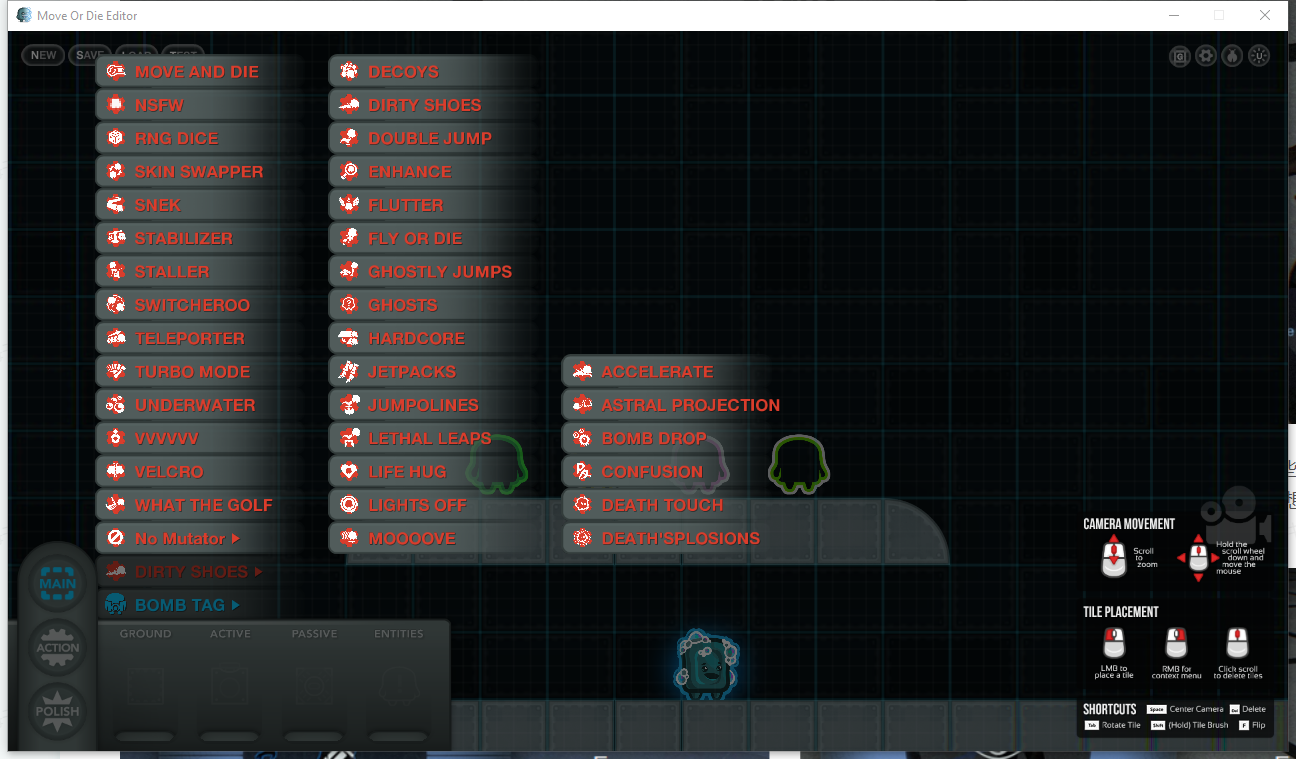 Move Or Die Editor
NEW
SAVE
LOAD
TEST
MOVE AND DIE
NSFW
RNG DICE
SKIN SWAPPER
SNEK
STABILIZER
STALLER
SWITCHEROO
TELEPORTER
TURBO MODE
UNDERWATER
VVVVVV
VELCRO
WHAT THE GOLF
No Mutator
DIRTY SHOES
BOMB TAG
DECOYS
DIRTY SHOES
DOUBLE JUMP
ENHANCE
FLUTTER
FLY OR DIE
GHOSTLY JUMPS
GHOSTS
HARDCORE
JETPACKS
JUMPOLINES
LETHAL LEAPS
LIFE HUG
LIGHTS OFF
MOOOOVE
ACCELERATE
ASTRAL PROJECTION
BOMB DROP
CONFUSION
DEATH TOUCH
DEATH'SPLOSIONS
MAIN
ACTION
POLISH
GROUND
ACTIVE
PASSIVE
ENTITIES
CAMERA MOVEMENT
Scroll
to
zoom
Hold the
scroll wheel
down and
move the
mouse
TILE PLACEMENT
LMB to
place a tile
RMB for
context menu
Click scroll
to delete tiles
SHORTCUTS
Space Center Camera
Del Delete
Tab Rotate Tile
Shift (Hold) Tile Brush
F Flip